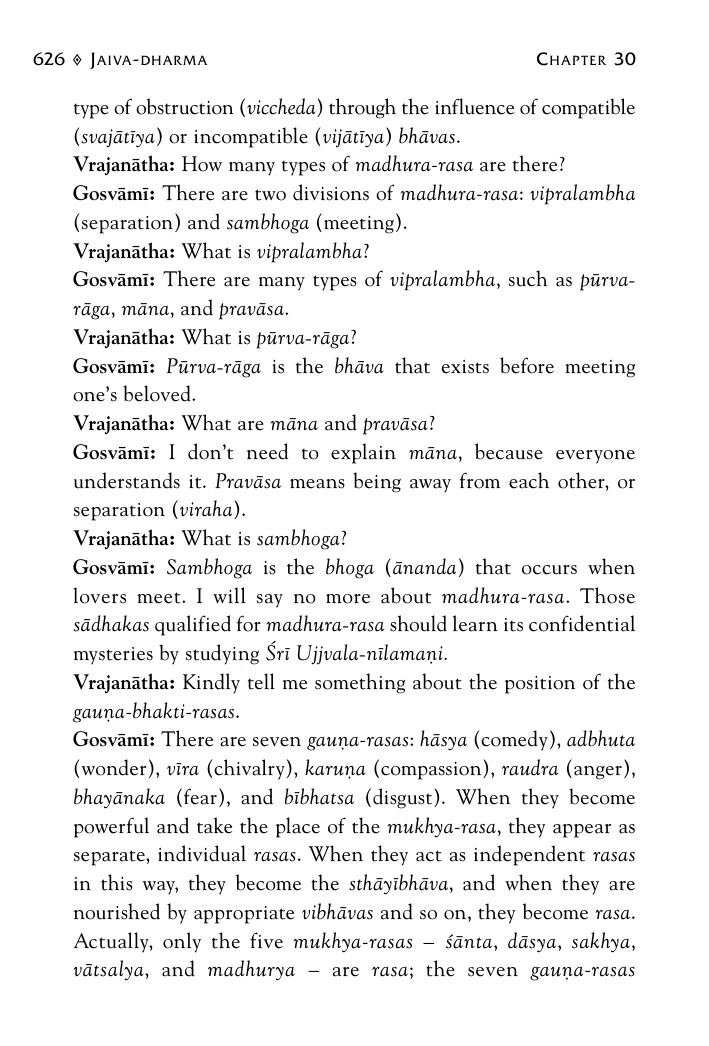 626 ◊ JAIVA-DHARMA CHAPTER 30
type of obstruction (viccheda) through the influence of compatible
(svajātīya) or incompatible (vijātīya) bhāvas.
Vrajanātha: How many types of madhura-rasa are there?
Gosvāmī: There are two divisions of madhura-rasa: vipralambha
(separation) and sambhoga (meeting).
Vrajanātha: What is vipralambha?
Gosvāmī: There are many types of vipralambha, such as pūrva-
rāga, māna, and pravāsa.
Vrajanātha: What is pūrva-rāga?
Gosvāmī: Pūrva-rāga is the bhāva that exists before meeting
one's beloved.
Vrajanātha: What are māna and pravāsa?
Gosvāmī: I don't need to explain māna, because everyone
understands it. Pravāsa means being away from each other, or
separation (viraha).
Vrajanātha: What is sambhoga?
Gosvāmī: Sambhoga is the bhoga (ānanda) that occurs when
lovers meet. I will say no more about madhura-rasa. Those
sādhakas qualified for madhura-rasa should learn its confidential
mysteries by studying Śrī Ujjvala-nīlamaṇi.
Vrajanātha: Kindly tell me something about the position of the
gauṇa-bhakti-rasas.
Gosvāmī: There are seven gauṇa-rasas: hāsya (comedy), adbhuta
(wonder), vīra (chivalry), karuṇa (compassion), raudra (anger),
bhayānaka (fear), and bībhatsa (disgust). When they become
powerful and take the place of the mukhya-rasa, they appear as
separate, individual rasas. When they act as independent rasas
in this way, they become the sthāyībhāva, and when they are
nourished by appropriate vibhāvas and so on, they become rasa.
Actually, only the five mukhya-rasas – śānta, dāsya, sakhya,
vātsalya, and madhurya – are rasa; the seven gauṇa-rasas